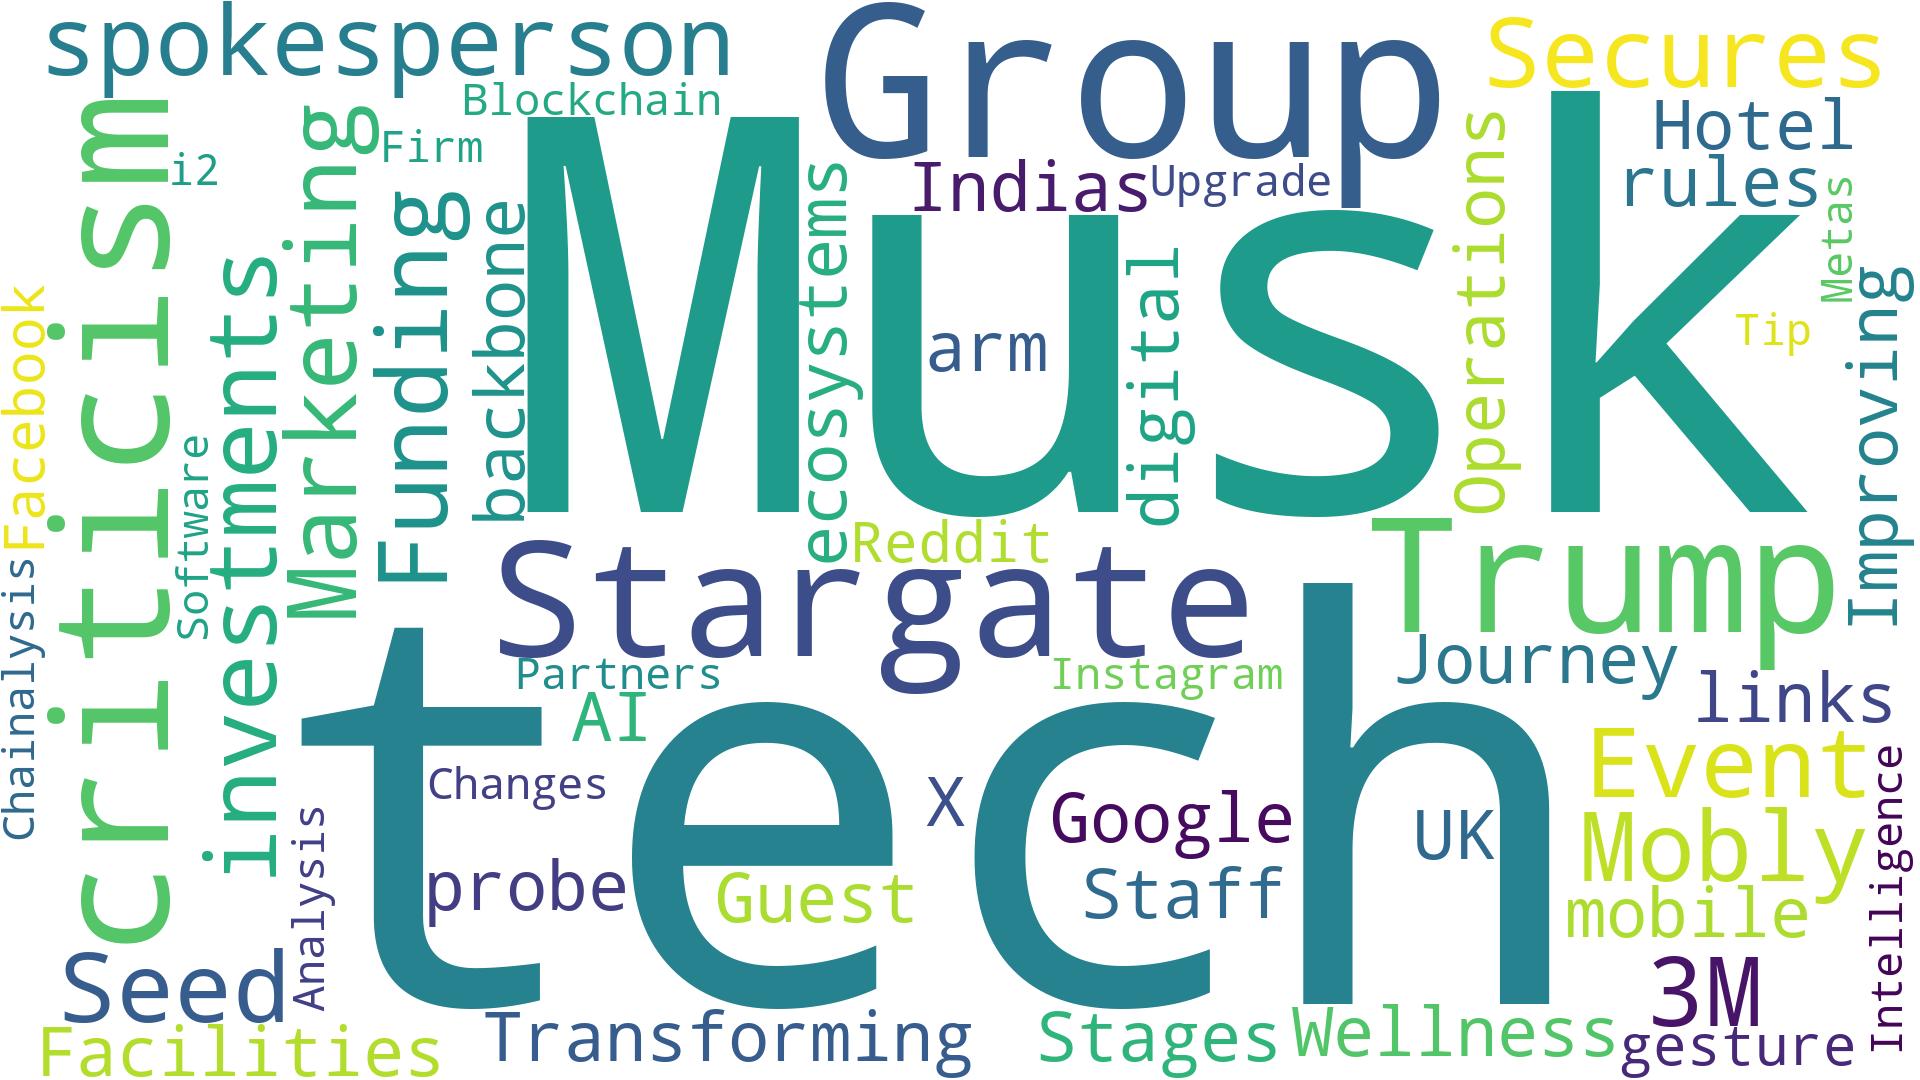 spokesperson
Group
Secures
Blockchain
Hotel
Firm
i2
criticism
Marketing
Indias
Upgrade
rules
Operations
Metas
Funding
backbone
Musk
ecosystems
digital
arm
Tip
Improving
Facebook
investments
Software
Reddit
Stargate
Trump
Chainalysis
Journey
Partners
Instagram
links
AI
tech
Event
Changes
X
Google
UK
Mobly
Intelligence
Analysis
probe
Guest
Staff
mobile
Seed
3M
Facilities
Transforming
Stages
Wellness
gesture